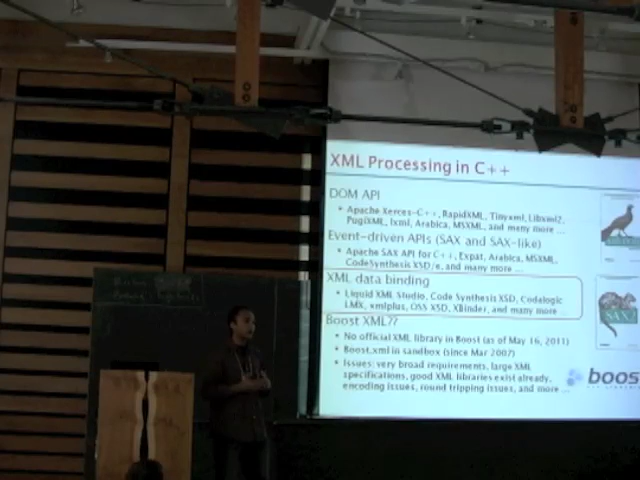 XML Processing in C++
DOM API
• Apache Xerces-C++, RapidXML, Tinyxml, Libxml2,
PugiXML, lxml, Arabica, MSXML, and many more ...
Event-driven APIs (SAX and SAX-like)
• Apache SAX API for C++, Expat, Arabica, MSXML,
CodeSynthesis XSD/e, and many more ...
XML data binding
• Liquid XML Studio, Code Synthesis XSD, Codalogic
LMX, xmlplus, OSS XSD, XBinder, and many more ...
Boost XML??
• No official XML library in Boost (as of May 16, 2011)
• Boost.xml in sandbox (since Mar 2007)
• Issues: very broad requirements, large XML
specifications, good XML libraries exist already,
encoding issues, round tripping issues, and more ...
SAX2
boos